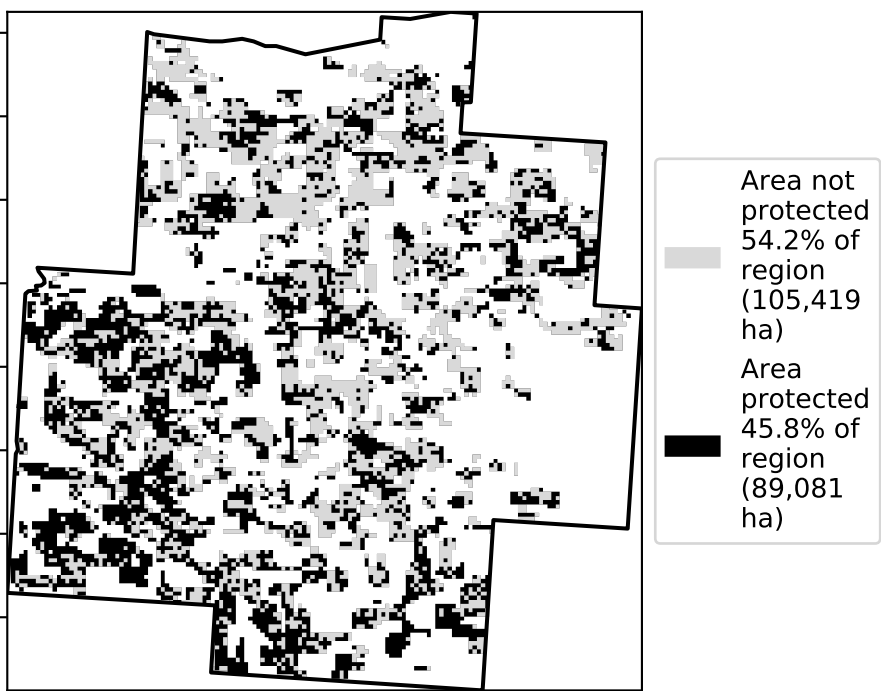 Area not
protected
54.2% of
region
(105,419
ha)
Area
protected
45.8% of
region
(89,081
ha)